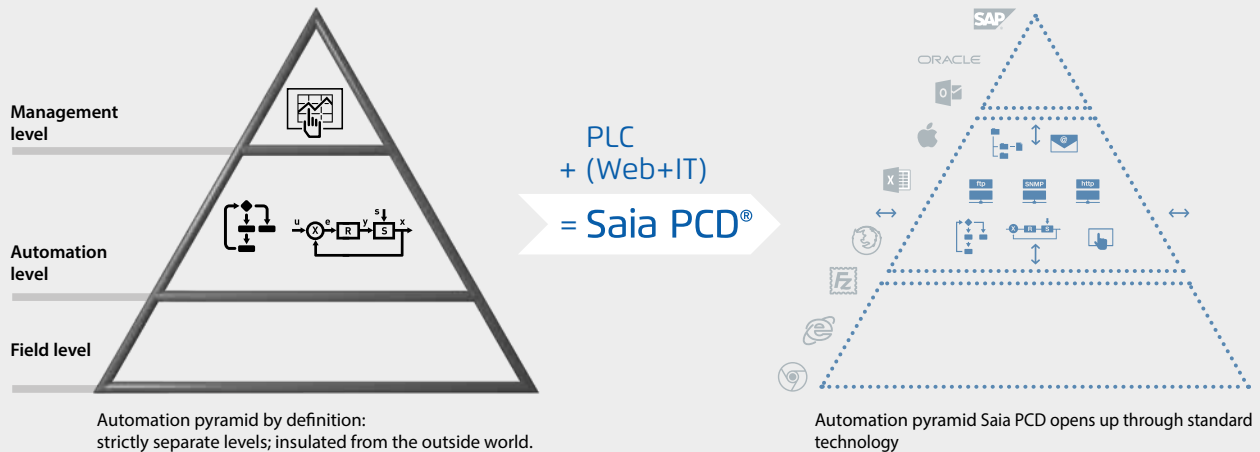 Management
level
Automation
level
Field level
u
e
y
s
x
X
R
S
Automation pyramid by definition:
strictly separate levels; insulated from the outside world.
PLC
+ (Web+IT)
= Saia PCD®
SAP
ORACLE
O
X
Fz
e
@
ftp
SNMP
http
X
R
S
Automation pyramid Saia PCD opens up through standard
technology